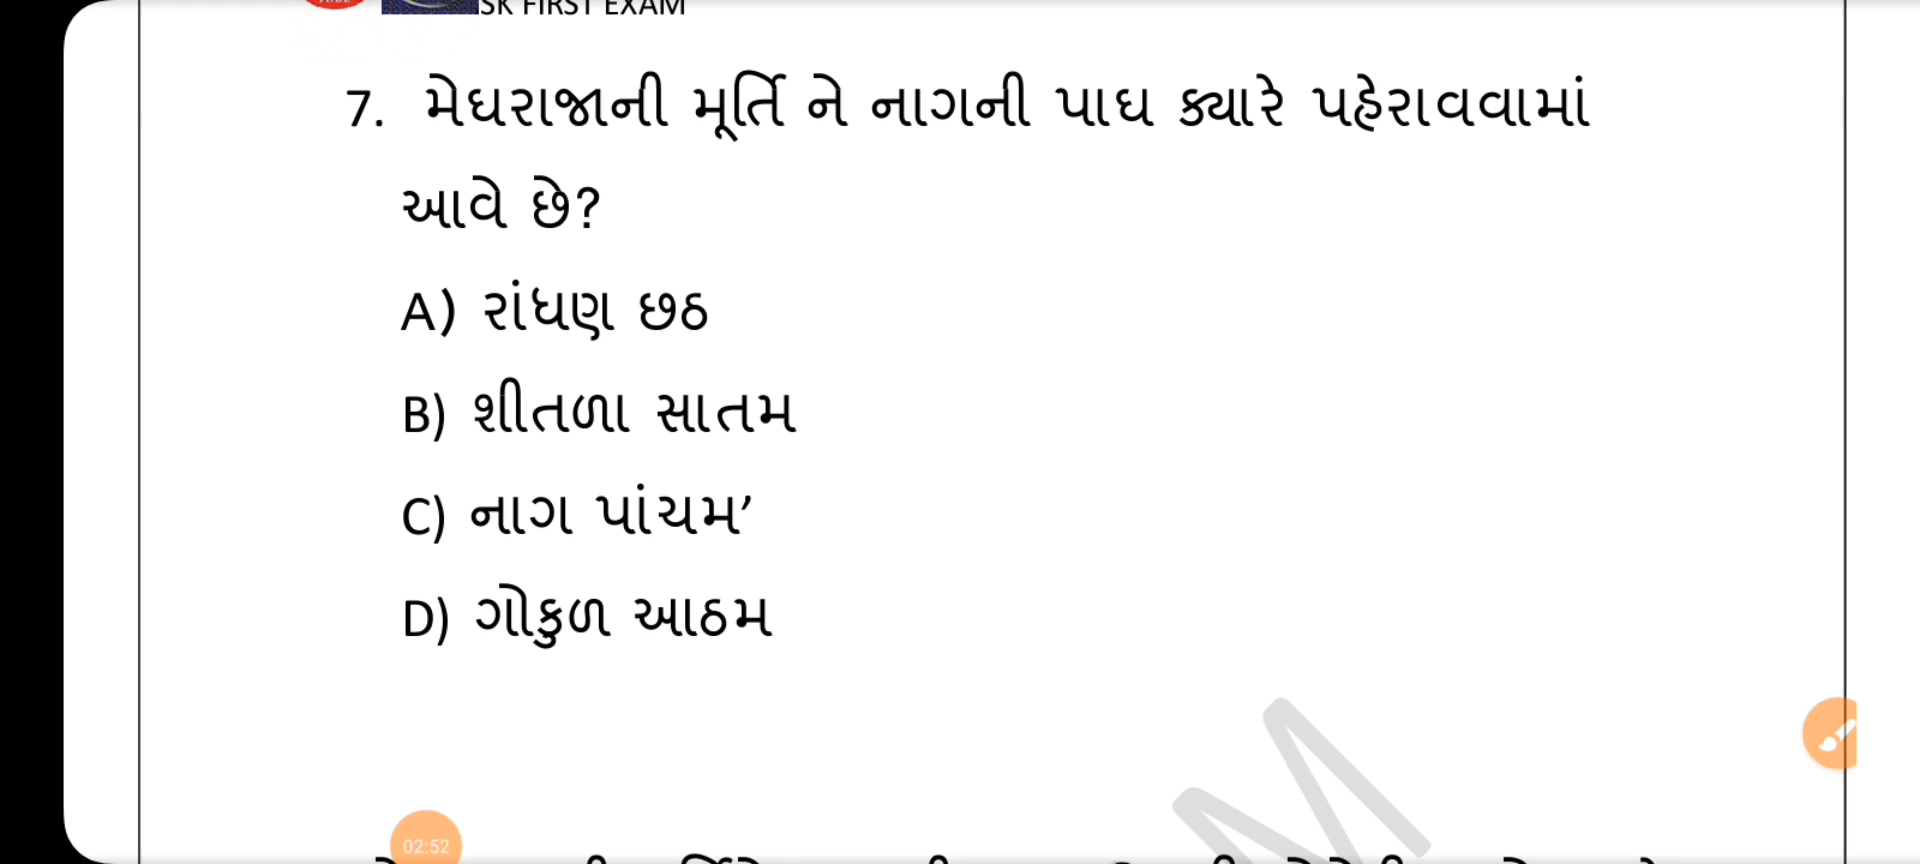 SK FIRST EXAM
7. મેઘરાજાની મૂર્તિ ને નાગની પાઘ ક્યારે પહેરાવવામાં
આવે છે?
A) રાંધણ છઠ
B) શીતળા સાતમ
C) નાગ પાંચમ’
D) ગોકુળ આઠમ
M
02:52